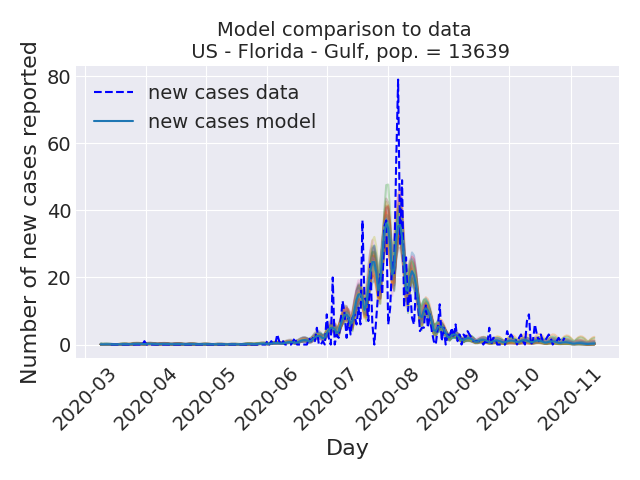 Model comparison to data
US - Florida - Gulf, pop. = 13639
Number of new cases reported
80
60
40
20
0
new cases data
new cases model
2020-03
2020-04
2020-05
2020-06
2020-07
2020-08
2020-09
2020-10
2020-11
Day